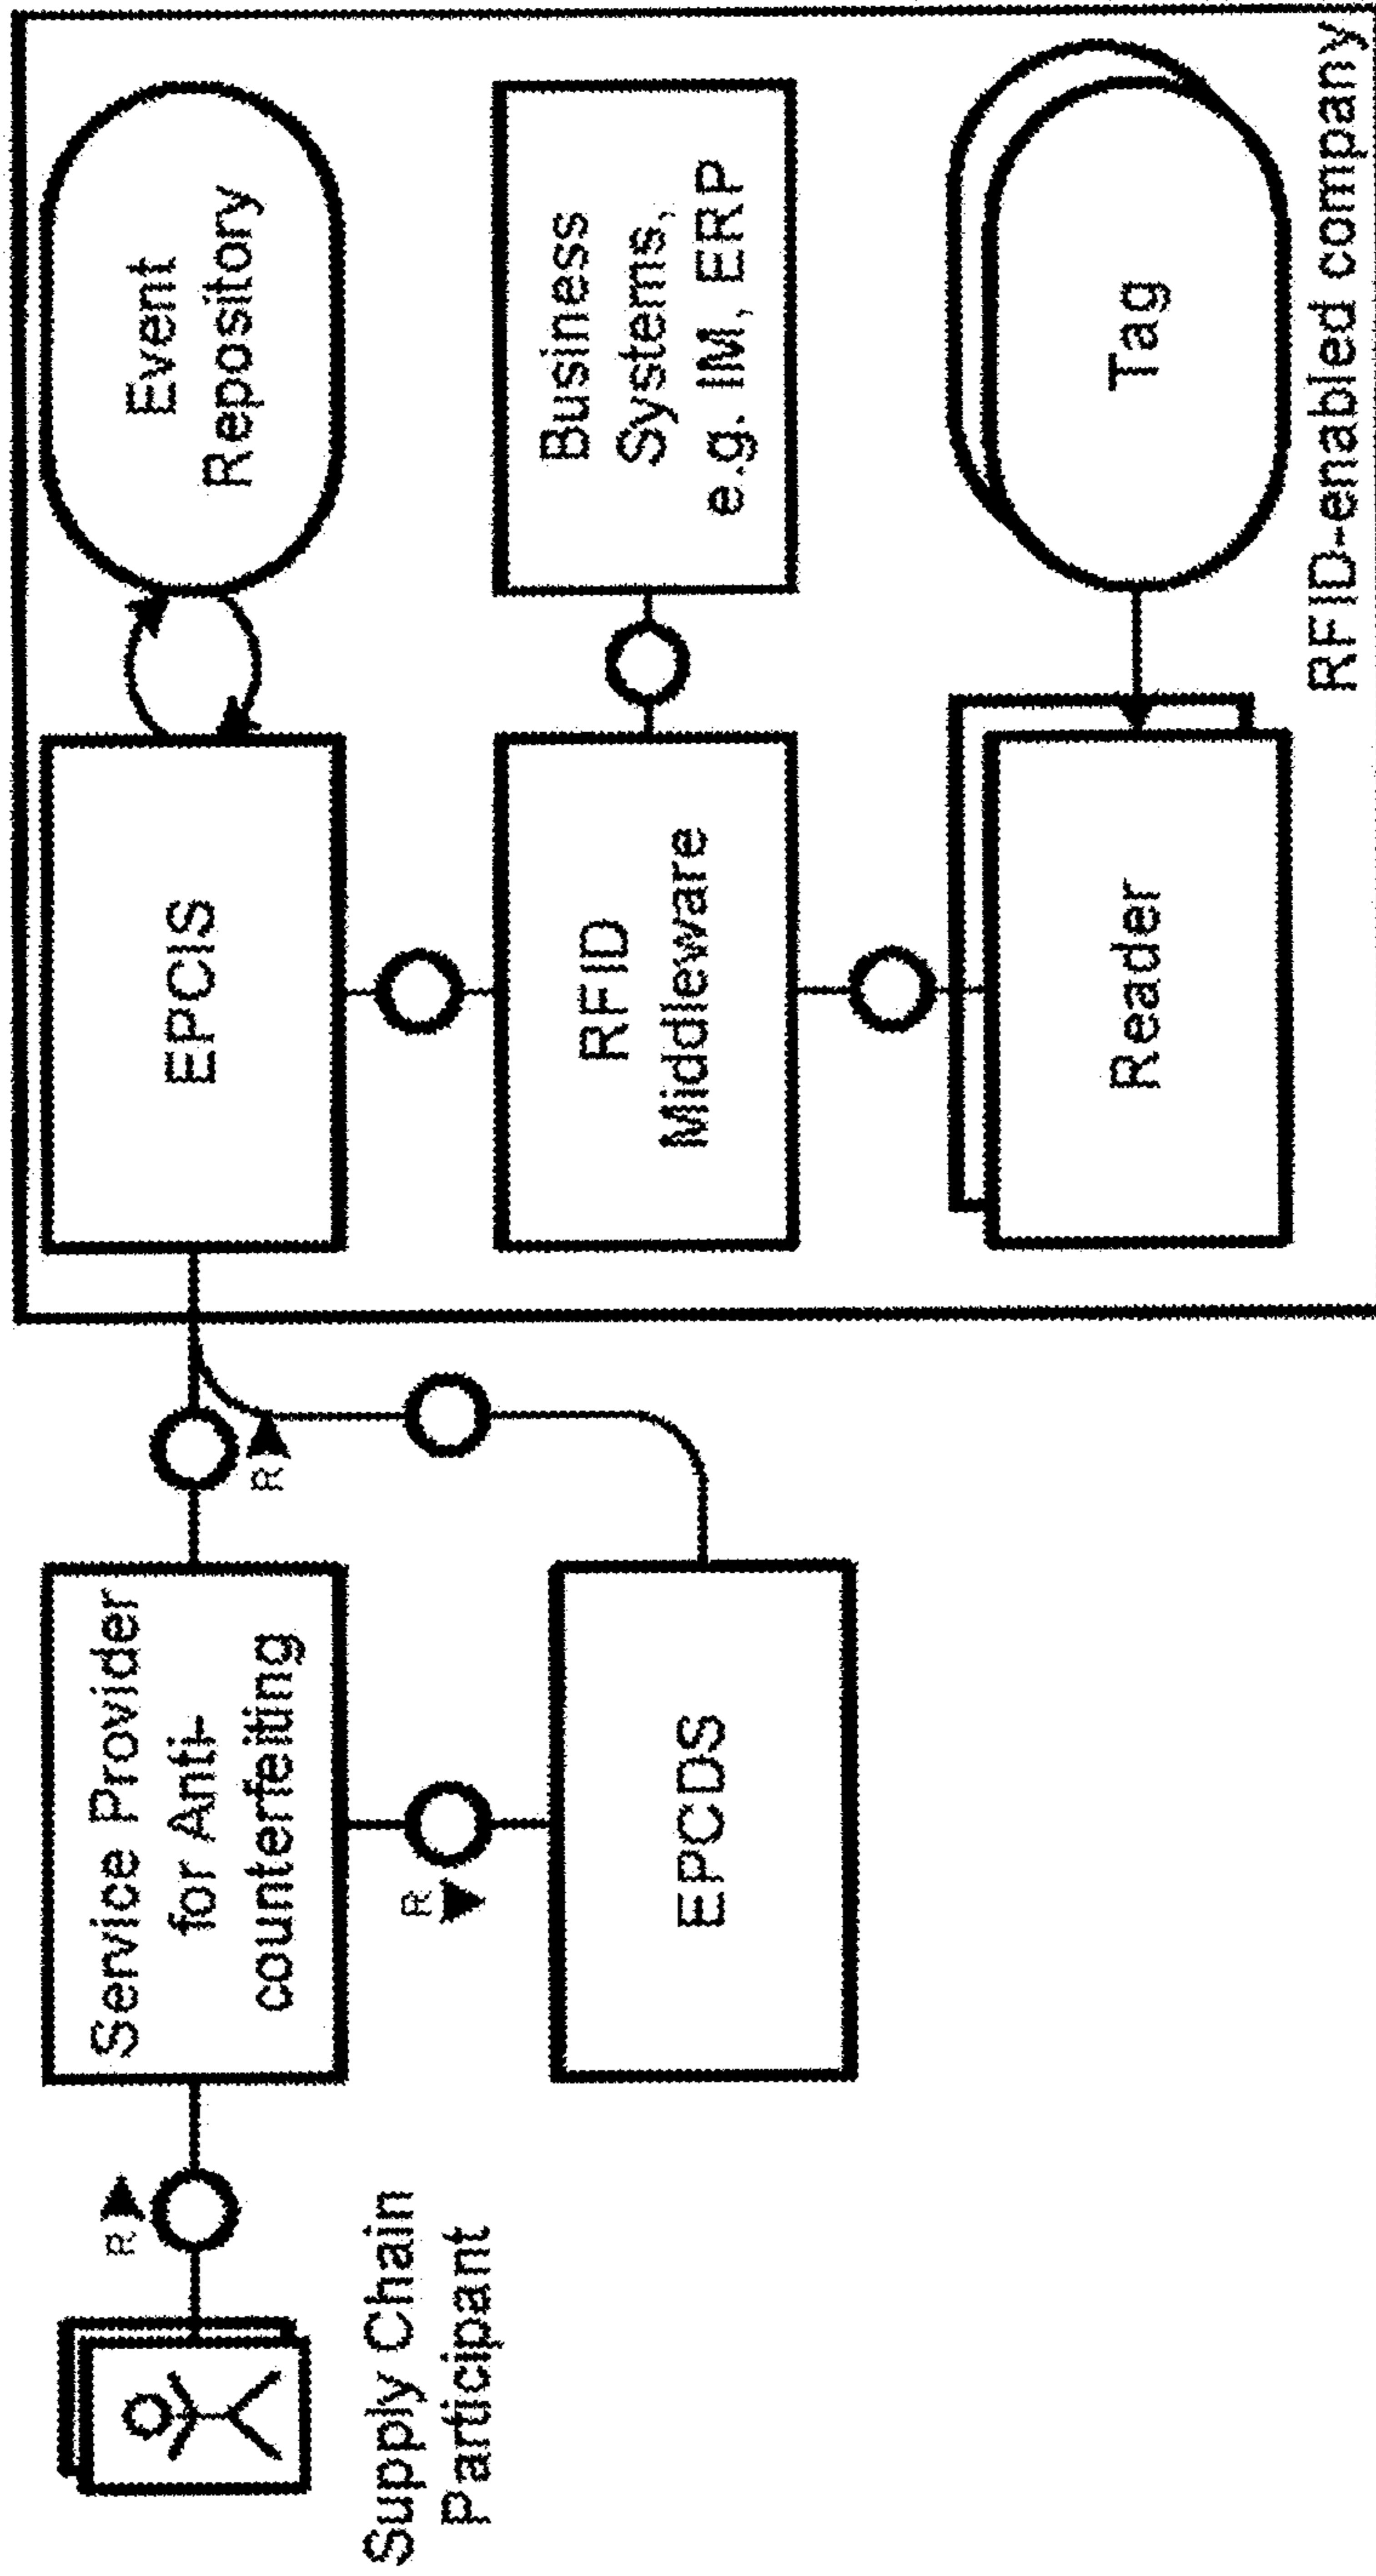 R
Supply Chain
Participant
Service Provider
for Anti-
counterfeiting
R
EPCDS
R
EPCIS
Event
Repository
RFID
Middleware
Business
Systems,
e.g. IM, ERP
Reader
Tag
RFID-enabled company